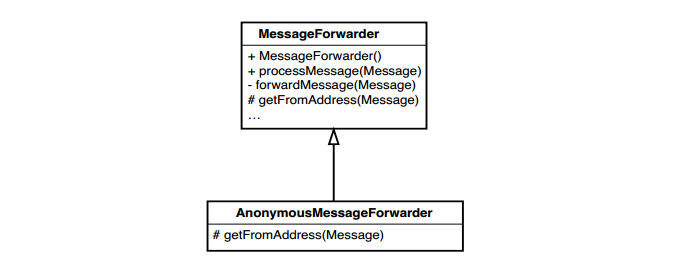 MessageForwarder
+ MessageForwarder()
+ processMessage(Message)
- forwardMessage(Message)
# getFromAddress(Message)
...
AnonymousMessageForwarder
# getFromAddress(Message)